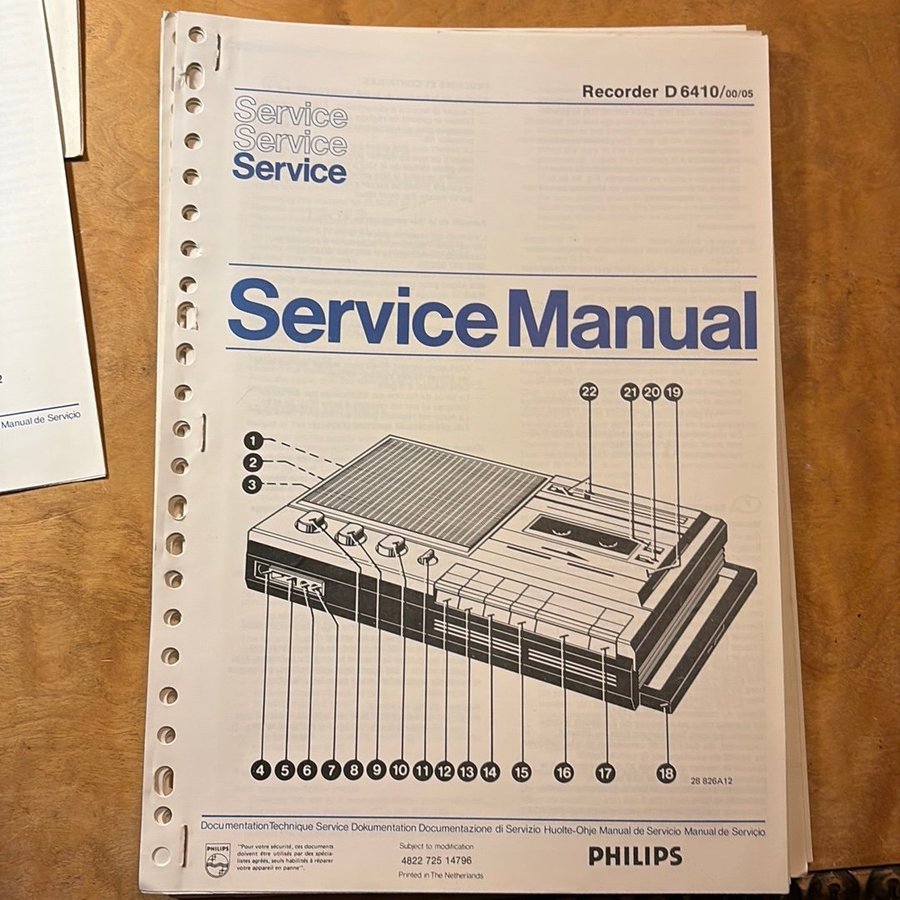 Recorder D 6410/00/05
Service
Service
Service
Service Manual
22 21 20 19
1
2
3
4 5 6 7 8 9 10 11 12 13 14 15 16 17 18
28 826A12
Documentation Technique Service Dokumentation Documentazione di Servizio Huolto-Ohje Manual de Servicio Manual de Serviço
PHILIPS
"Pour votre sécurité, ces documents
doivent être utilisés par des spécia-
listes agréés, seuls habilités à réparer
votre appareil en panne".
Subject to modification
4822 725 14796
Printed in The Netherlands
PHILIPS
2
Manual de Serviço